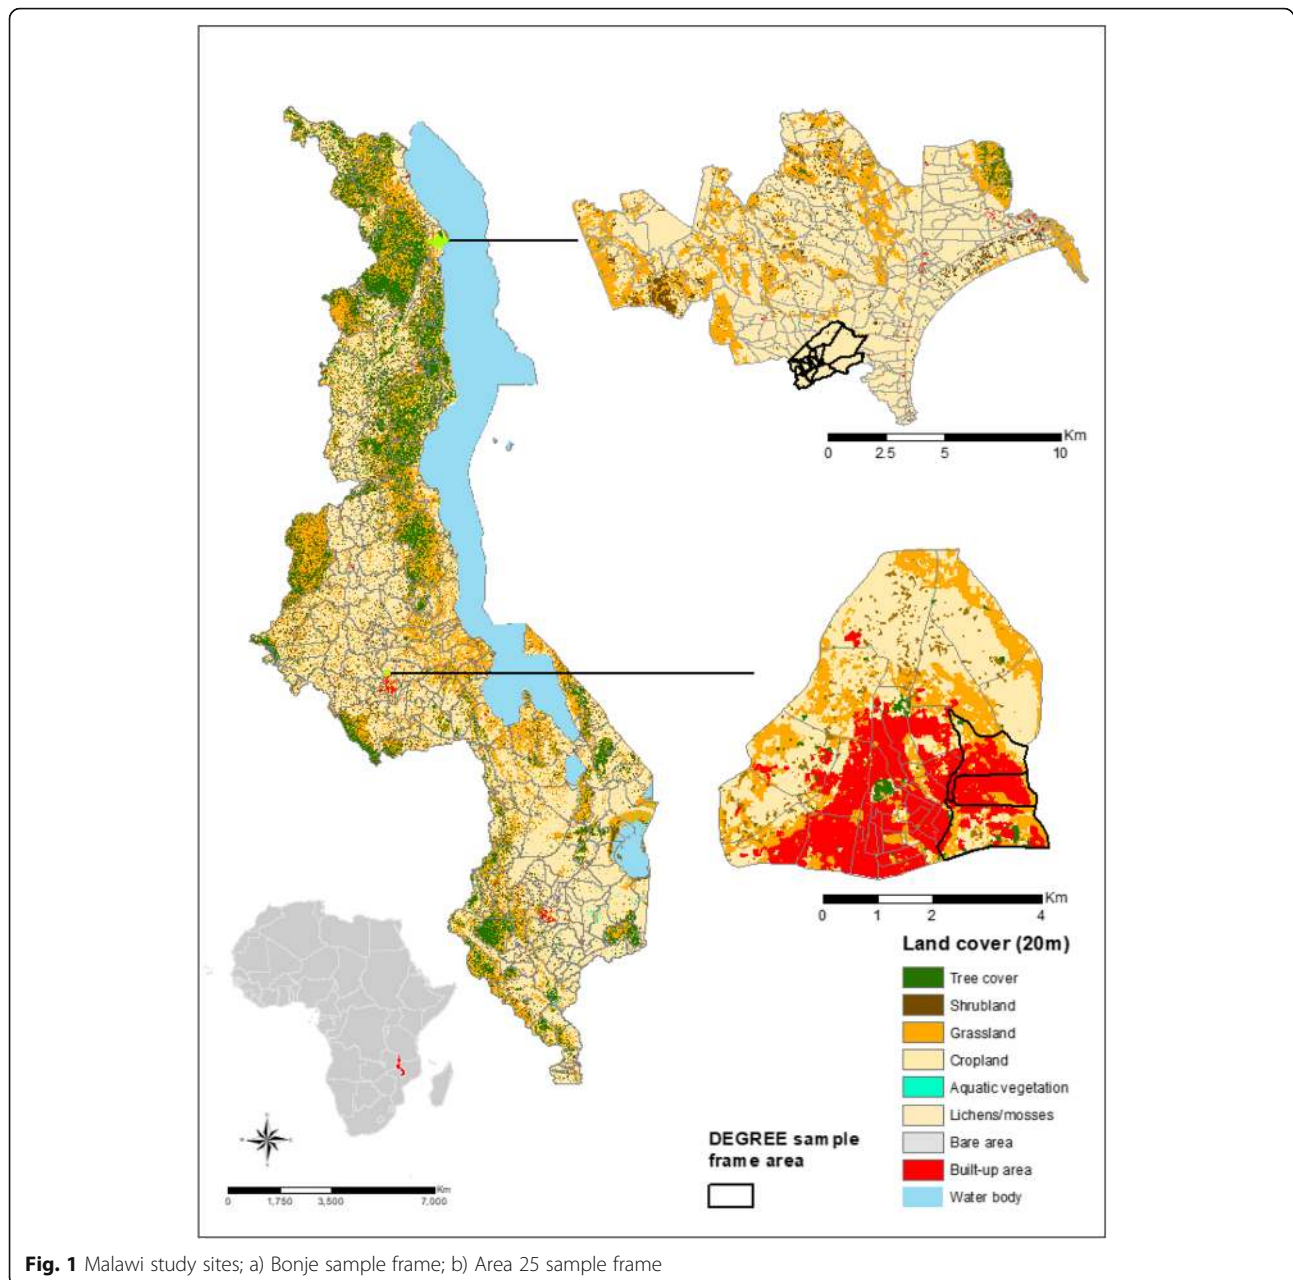 Km
0 2.5 5 10
Km
0 1 2 4
Land cover (20m)
Tree cover
Shrubland
Grassland
Cropland
Aquatic vegetation
Lichens/mosses
Bare area
Built-up area
Water body
DEGREE sample
frame area
Km
0 1,750 3,500 7,000
Fig. 1 Malawi study sites; a) Bonje sample frame; b) Area 25 sample frame